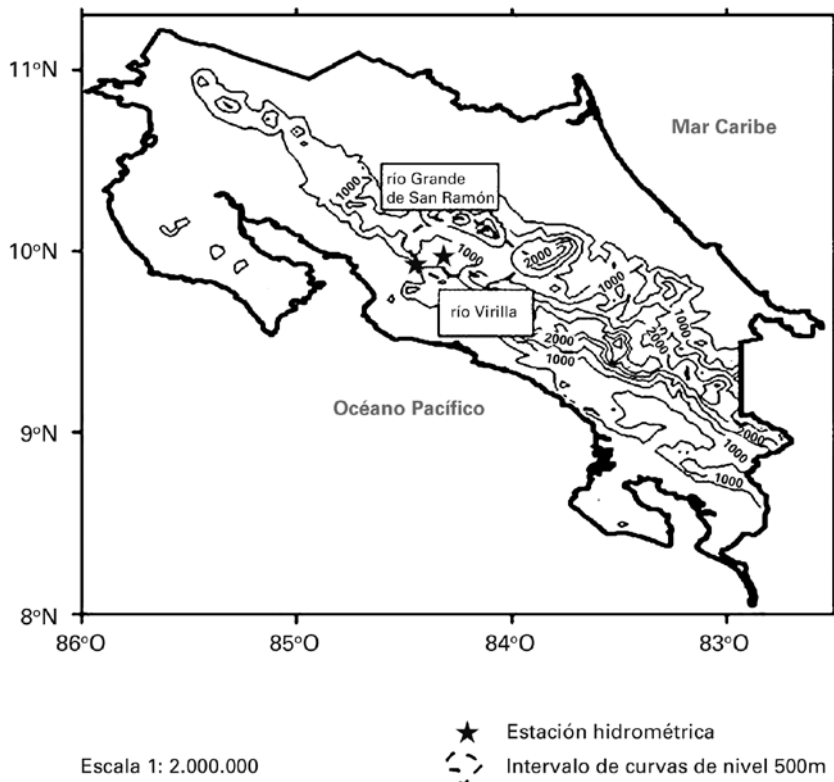 11ºN
Mar Caribe
río Grande
de San Ramón
1000
1000
10ºN
2000
1000
1000
río Virilla
2000
2000
1000
Océano Pacífico
9ºN
2000
1000
1000
8ºN
86ºO
85ºO
84ºO
83ºO
Estación hidrométrica
Escala 1: 2.000.000
Intervalo de curvas de nivel 500m